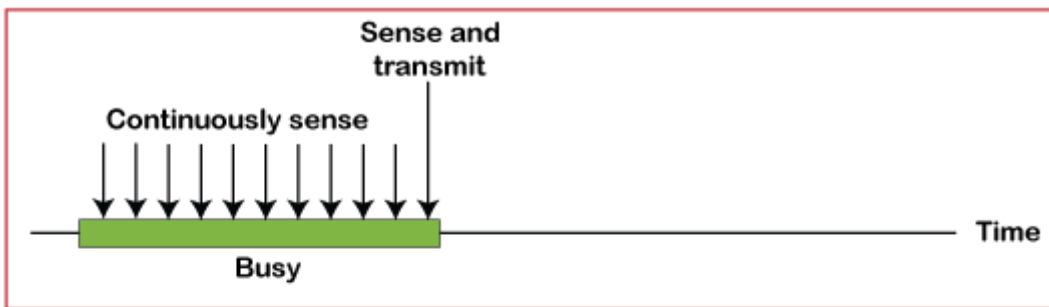 Sense and
transmit
Continuously sense
Time
Busy